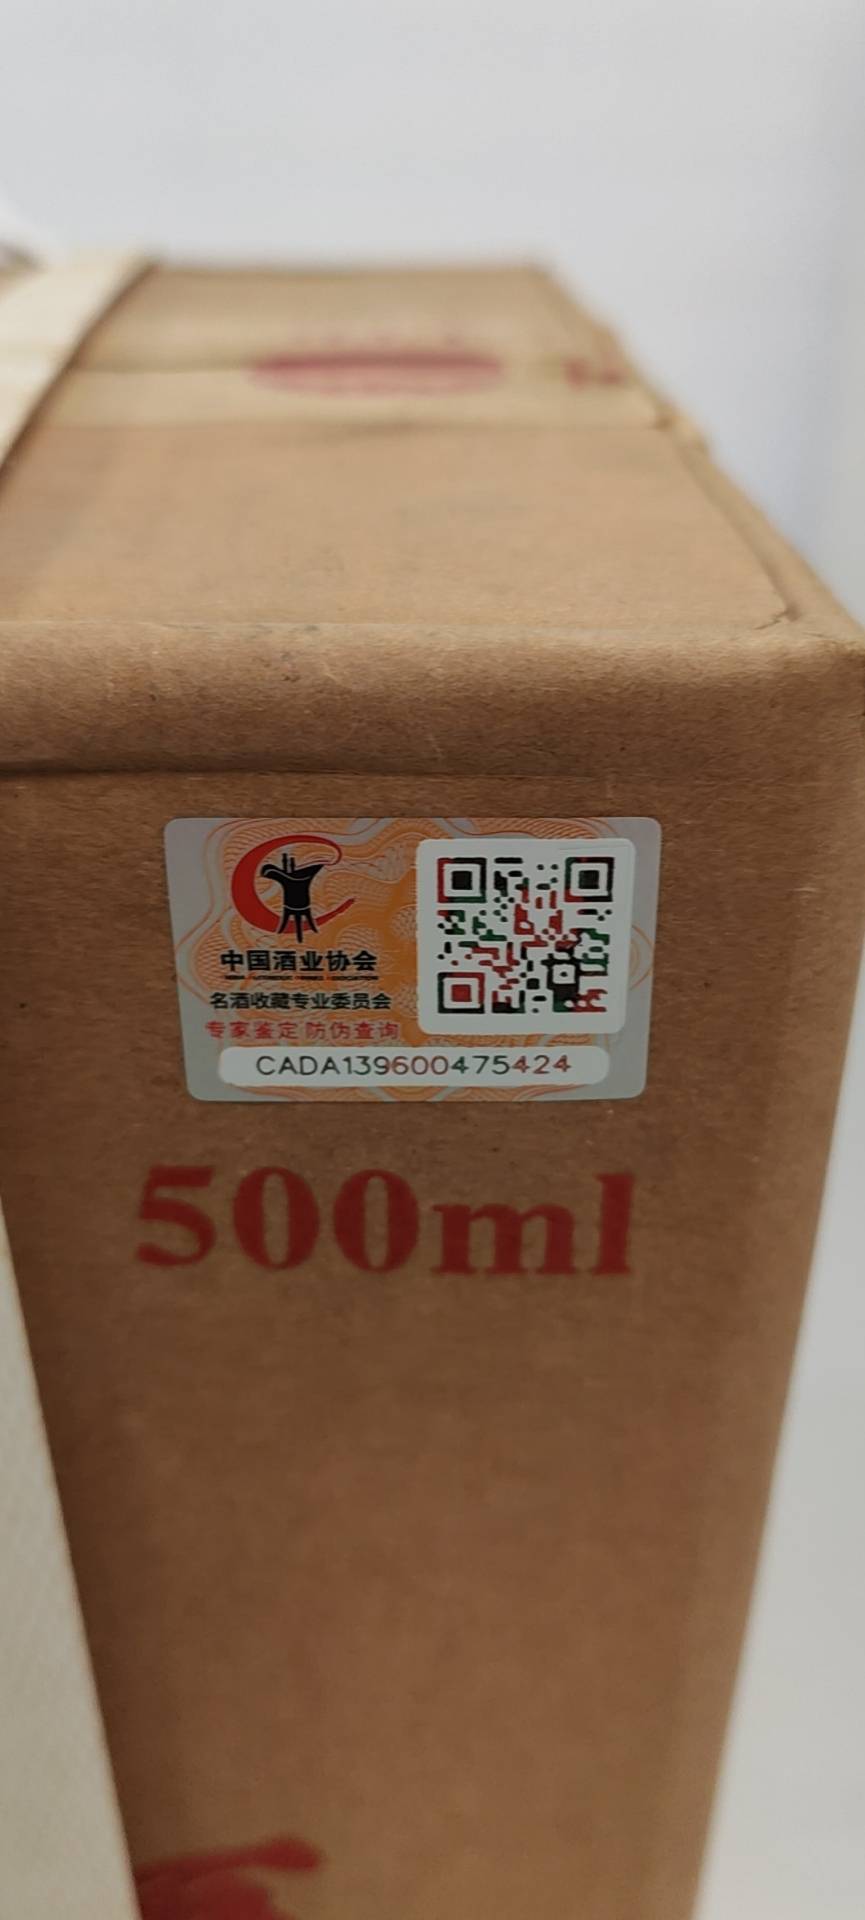 中国酒业协会
名酒收藏专业委员会
专家鉴定 防伪查询
CADA139600475424
500ml